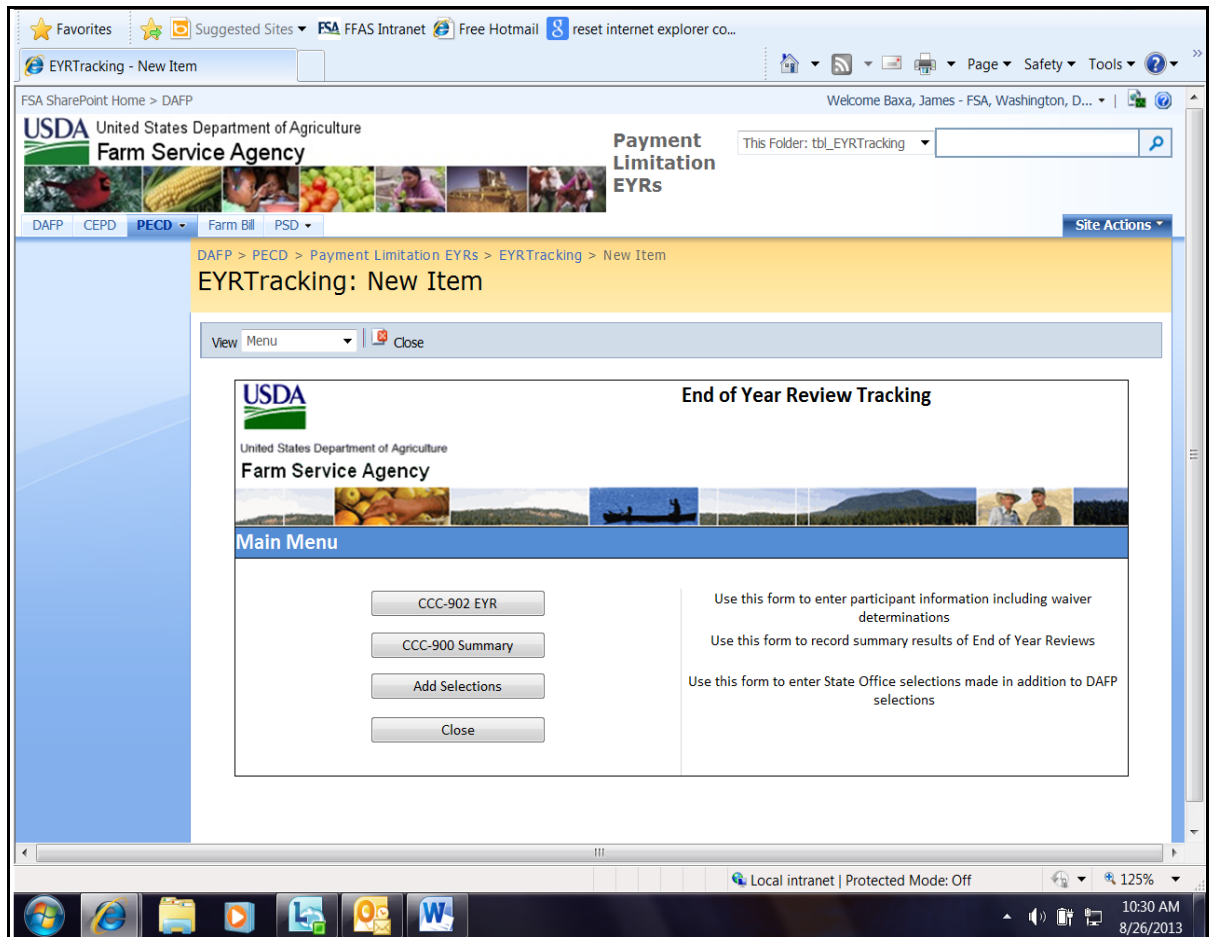 Favorites
Suggested Sites
FSA FFAS Intranet
Free Hotmail
8 reset internet explorer co...
EYRTracking - New Item
Page
Safety
Tools
FSA SharePoint Home > DAFP
Welcome Baxa, James - FSA, Washington, D...
USDA United States Department of Agriculture
Farm Service Agency
Payment
Limitation
EYRs
This Folder: tbl_EYRTracking
DAFP
CEPD
PECD
Farm Bill
PSD
Site Actions
DAFP > PECD > Payment Limitation EYRs > EYRTracking > New Item
EYRTracking: New Item
View
Menu
Close
USDA
End of Year Review Tracking
United States Department of Agriculture
Farm Service Agency
Main Menu
CCC-902 EYR
Use this form to enter participant information including waiver
determinations
CCC-900 Summary
Use this form to record summary results of End of Year Reviews
Add Selections
Use this form to enter State Office selections made in addition to DAFP
selections
Close
Local intranet | Protected Mode: Off
125%
10:30 AM
8/26/2013